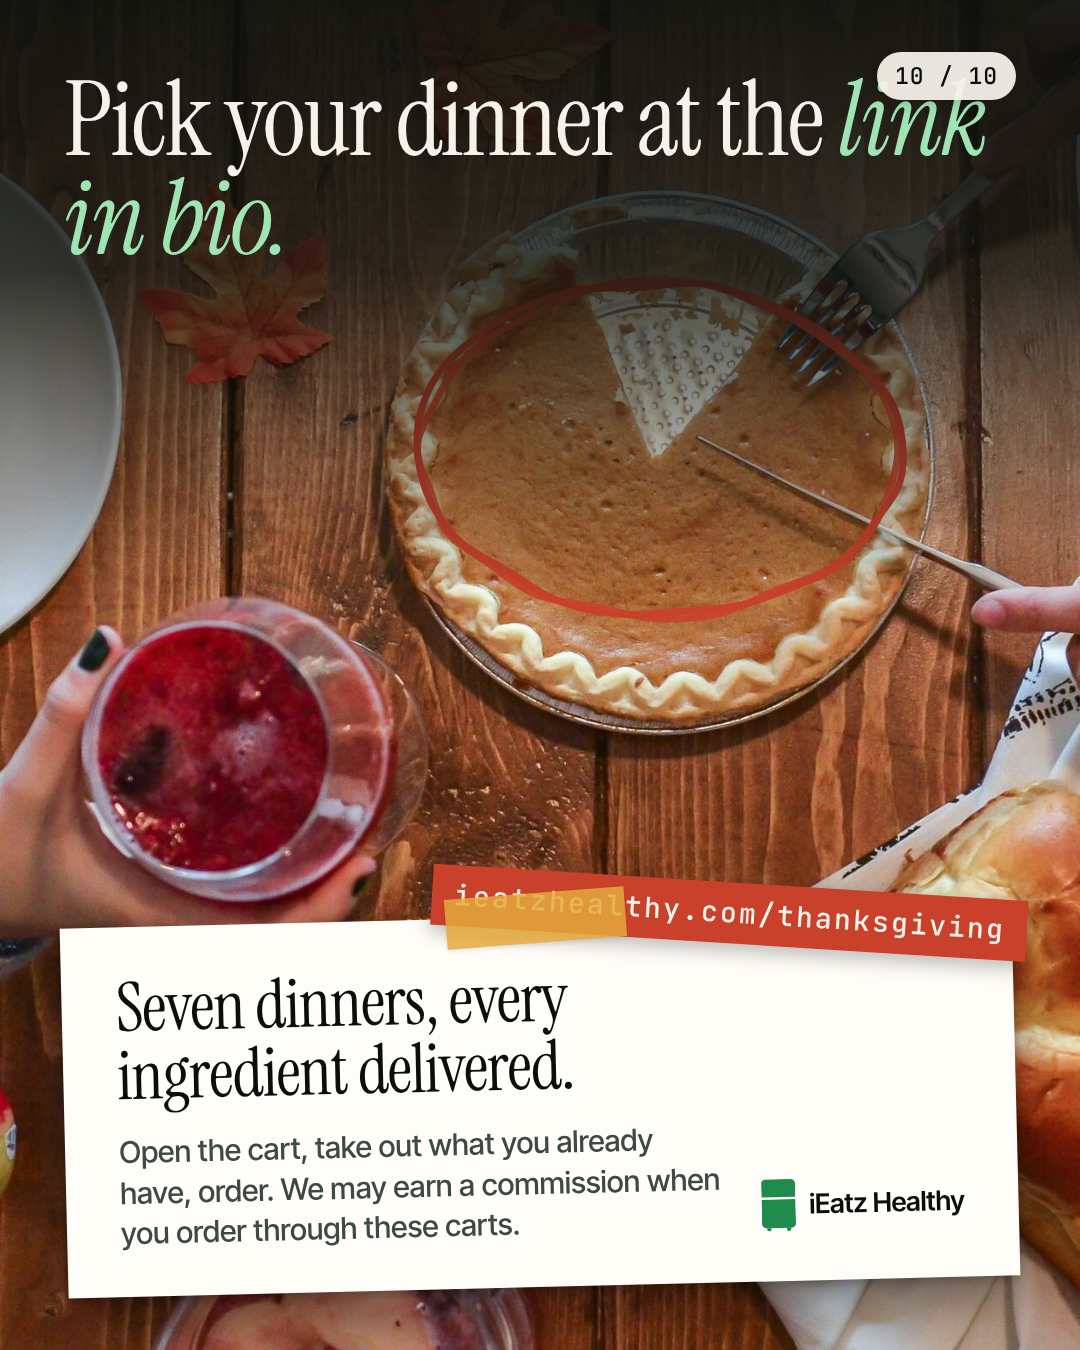 10 / 10
Pick your dinner at the link
in bio.
ieatzhealthy.com/thanksgiving
Seven dinners, every
ingredient delivered.
Open the cart, take out what you already
have, order. We may earn a commission when
you order through these carts.
iEatz Healthy